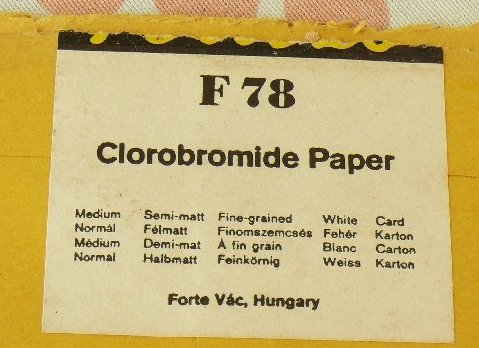 F 78
Clorobromide Paper
Medium Semi-matt Fine-grained White Card
Normál Félmatt Finomszemcsés Fehér Karton
Médium Demi-mat À fin grain Blanc Carton
Normal Halbmatt Feinkörnig Weiss Karton
Forte Vác, Hungary